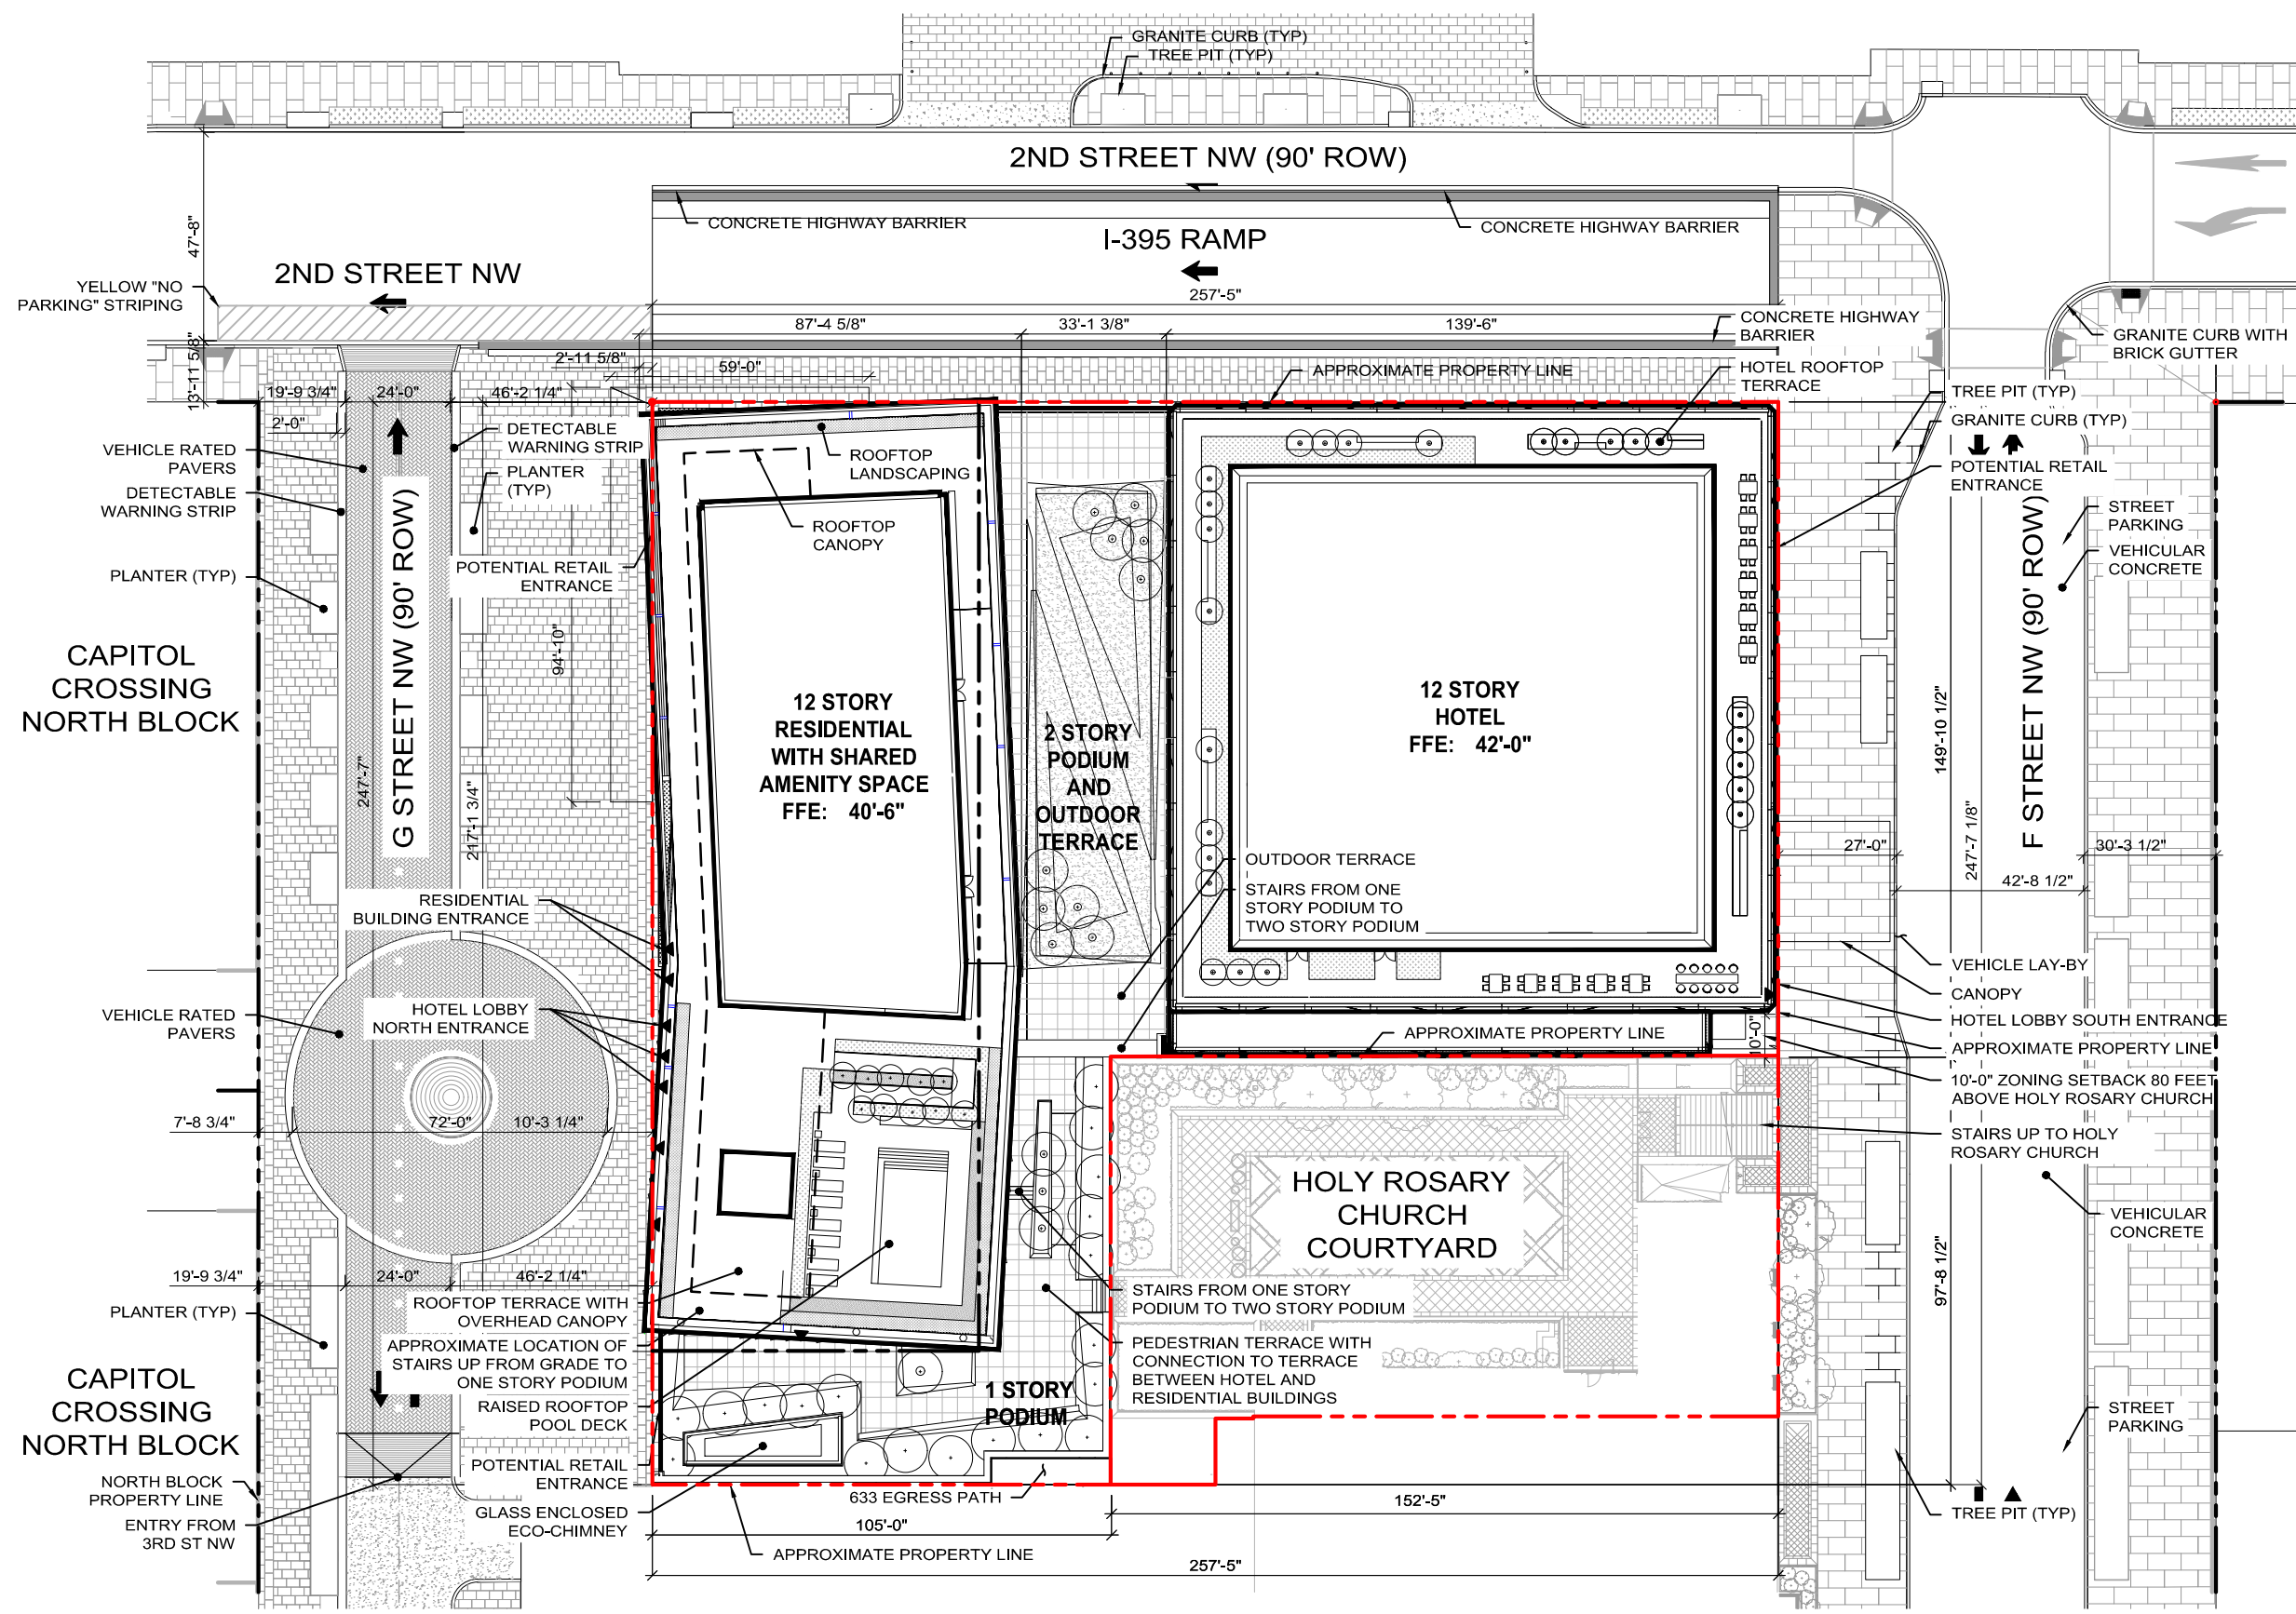 GRANITE CURB (TYP)
TREE PIT (TYP)
2ND STREET NW (90' ROW)
CONCRETE HIGHWAY BARRIER
CONCRETE HIGHWAY BARRIER
I-395 RAMP
257'-5"
47'-8"
2ND STREET NW
YELLOW "NO
PARKING" STRIPING
87'-4 5/8"
33'-1 3/8"
139'-6"
CONCRETE HIGHWAY
BARRIER
GRANITE CURB WITH
BRICK GUTTER
13'-11 5/8"
2'-11 5/8"
59'-0"
APPROXIMATE PROPERTY LINE
HOTEL ROOFTOP
TERRACE
19'-9 3/4"
24'-0"
46'-2 1/4"
2'-0"
TREE PIT (TYP)
GRANITE CURB (TYP)
VEHICLE RATED
PAVERS
DETECTABLE
WARNING STRIP
DETECTABLE
WARNING STRIP
PLANTER
(TYP)
ROOFTOP
LANDSCAPING
POTENTIAL RETAIL
ENTRANCE
STREET
PARKING
ROOFTOP
CANOPY
VEHICULAR
CONCRETE
PLANTER (TYP)
POTENTIAL RETAIL
ENTRANCE
G STREET NW (90' ROW)
F STREET NW (90' ROW)
94'-10"
CAPITOL
CROSSING
NORTH BLOCK
12 STORY
RESIDENTIAL
WITH SHARED
AMENITY SPACE
FFE: 40'-6"
2 STORY
PODIUM
AND
OUTDOOR
TERRACE
12 STORY
HOTEL
FFE: 42'-0"
149'-10 1/2"
247'-7"
217'-1 3/4"
247'-7 1/8"
27'-0"
30'-3 1/2"
42'-8 1/2"
OUTDOOR TERRACE
STAIRS FROM ONE
STORY PODIUM TO
TWO STORY PODIUM
RESIDENTIAL
BUILDING ENTRANCE
VEHICLE LAY-BY
CANOPY
HOTEL LOBBY SOUTH ENTRANCE
APPROXIMATE PROPERTY LINE
VEHICLE RATED
PAVERS
HOTEL LOBBY
NORTH ENTRANCE
APPROXIMATE PROPERTY LINE
10'-0"
10'-0" ZONING SETBACK 80 FEET
ABOVE HOLY ROSARY CHURCH
7'-8 3/4"
72'-0"
10'-3 1/4"
STAIRS UP TO HOLY
ROSARY CHURCH
HOLY ROSARY
CHURCH
COURTYARD
VEHICULAR
CONCRETE
97'-8 1/2"
19'-9 3/4"
24'-0"
46'-2 1/4"
PLANTER (TYP)
ROOFTOP TERRACE WITH
OVERHEAD CANOPY
STAIRS FROM ONE STORY
PODIUM TO TWO STORY PODIUM
APPROXIMATE LOCATION OF
STAIRS UP FROM GRADE TO
ONE STORY PODIUM
PEDESTRIAN TERRACE WITH
CONNECTION TO TERRACE
BETWEEN HOTEL AND
RESIDENTIAL BUILDINGS
CAPITOL
CROSSING
NORTH BLOCK
RAISED ROOFTOP
POOL DECK
1 STORY
PODIUM
STREET
PARKING
POTENTIAL RETAIL
ENTRANCE
NORTH BLOCK
PROPERTY LINE
633 EGRESS PATH
152'-5"
TREE PIT (TYP)
GLASS ENCLOSED
ECO-CHIMNEY
ENTRY FROM
3RD ST NW
105'-0"
APPROXIMATE PROPERTY LINE
257'-5"